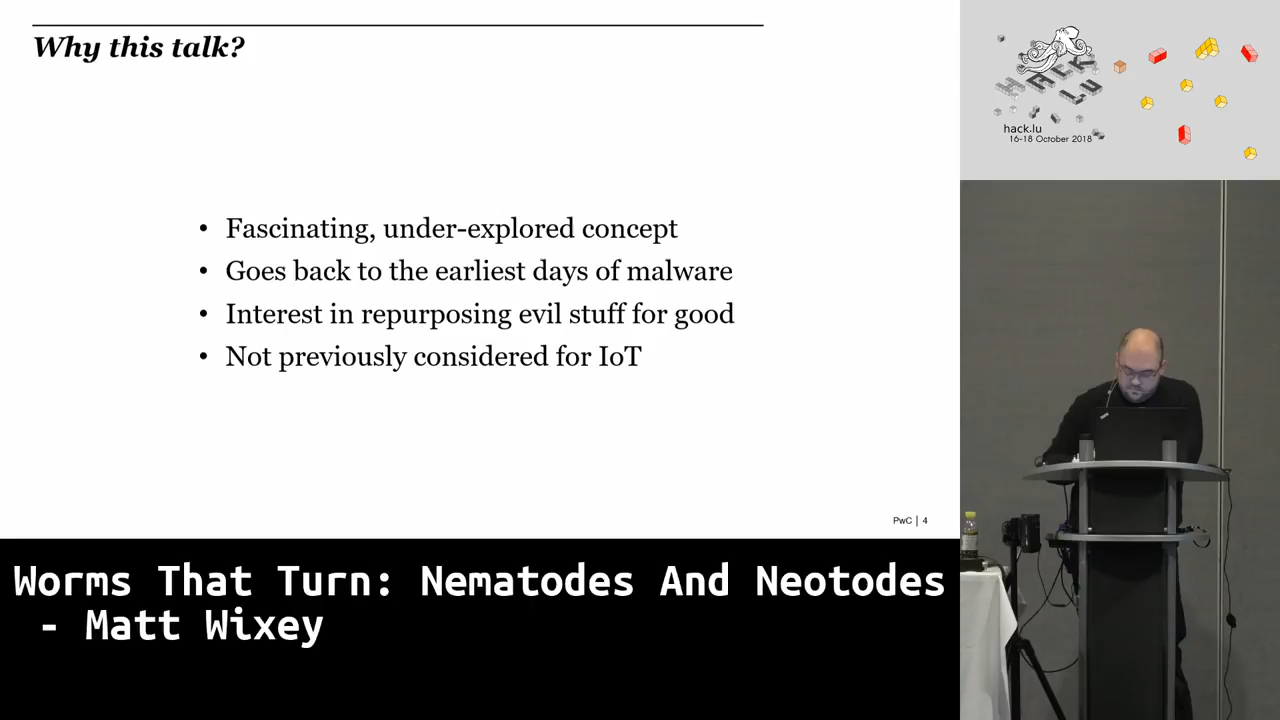 Why this talk?
• Fascinating, under-explored concept
• Goes back to the earliest days of malware
• Interest in repurposing evil stuff for good
• Not previously considered for IoT
PwC | 4
HACK
LU
hack.lu
16-18 October 2018
Worms That Turn: Nematodes And Neotodes
- Matt Wixey